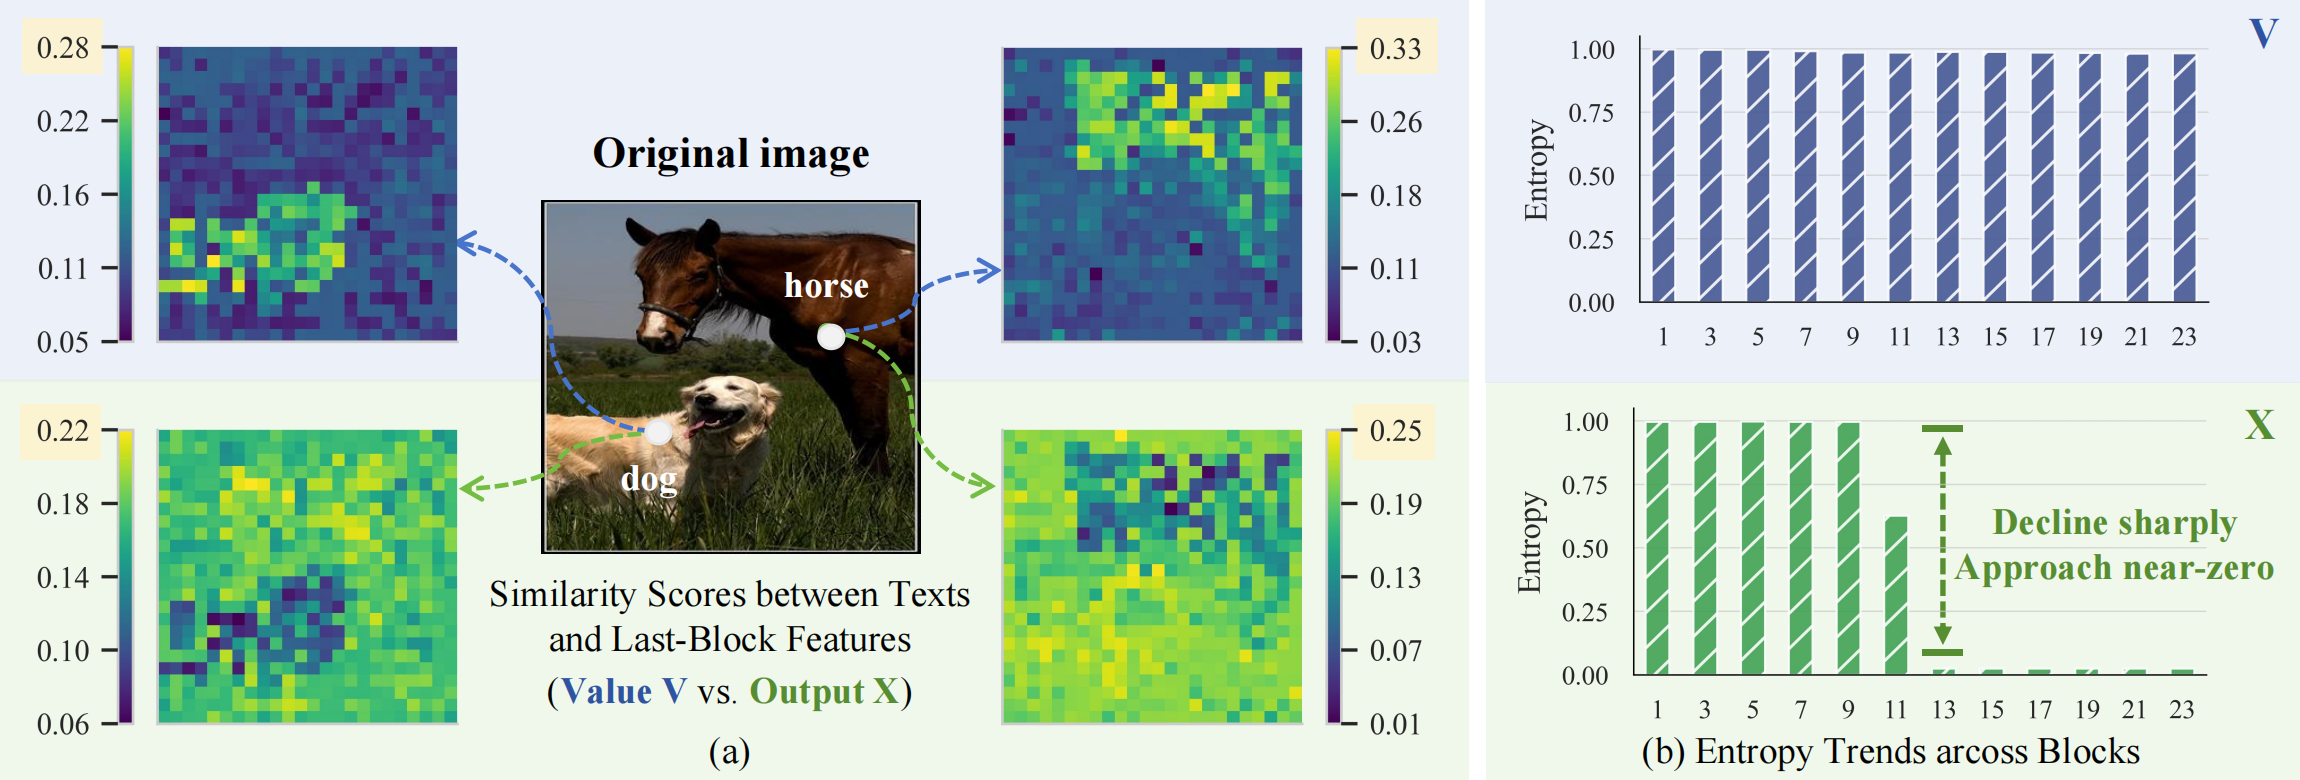 0.28
0.22
0.16
0.11
0.05
Original image
horse
dog
0.33
0.26
0.18
0.11
0.03
0.22
0.18
0.14
0.10
0.06
Similarity Scores between Texts
and Last-Block Features
(Value V vs. Output X)
(a)
0.25
0.19
0.13
0.07
0.01
V
Entropy
1.00
0.75
0.50
0.25
0.00
1 3 5 7 9 11 13 15 17 19 21 23
X
Entropy
1.00
0.75
0.50
0.25
0.00
Decline sharply
Approach near-zero
1 3 5 7 9 11 13 15 17 19 21 23
(b) Entropy Trends arcoss Blocks